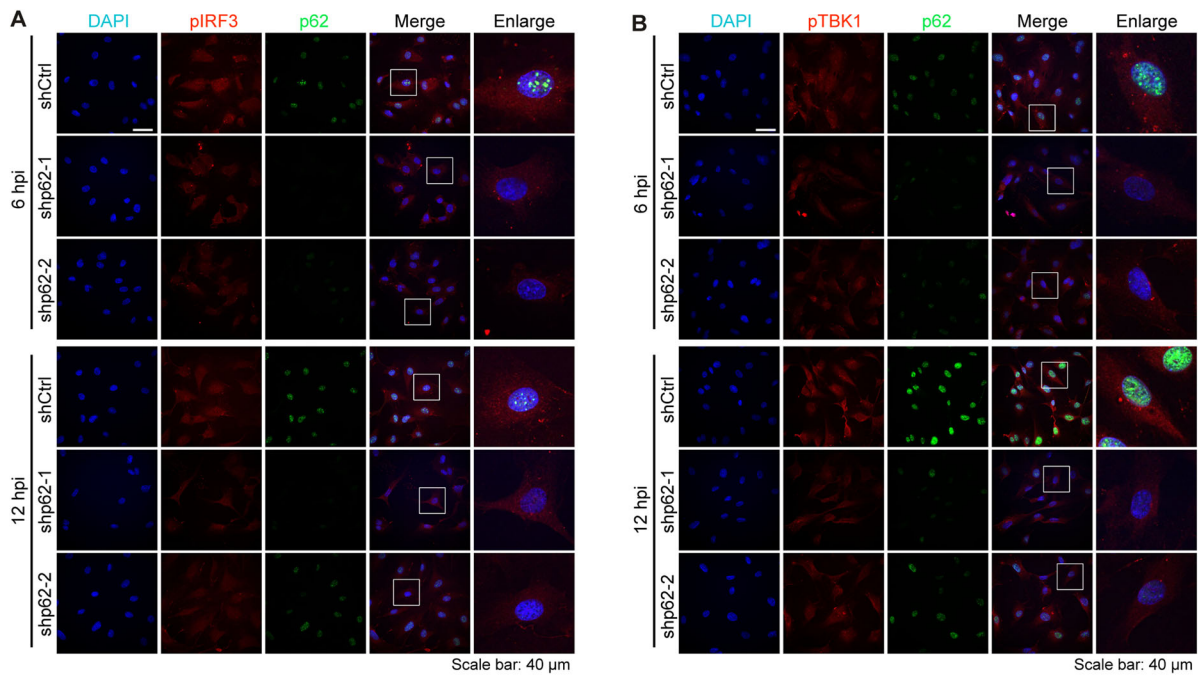 A
DAPI pIRF3 p62 Merge Enlarge
6 hpi
shCtrl
shp62-1
shp62-2
12 hpi
shCtrl
shp62-1
shp62-2
Scale bar: 40 µm
B
DAPI pTBK1 p62 Merge Enlarge
6 hpi
shCtrl
shp62-1
shp62-2
12 hpi
shCtrl
shp62-1
shp62-2
Scale bar: 40 µm